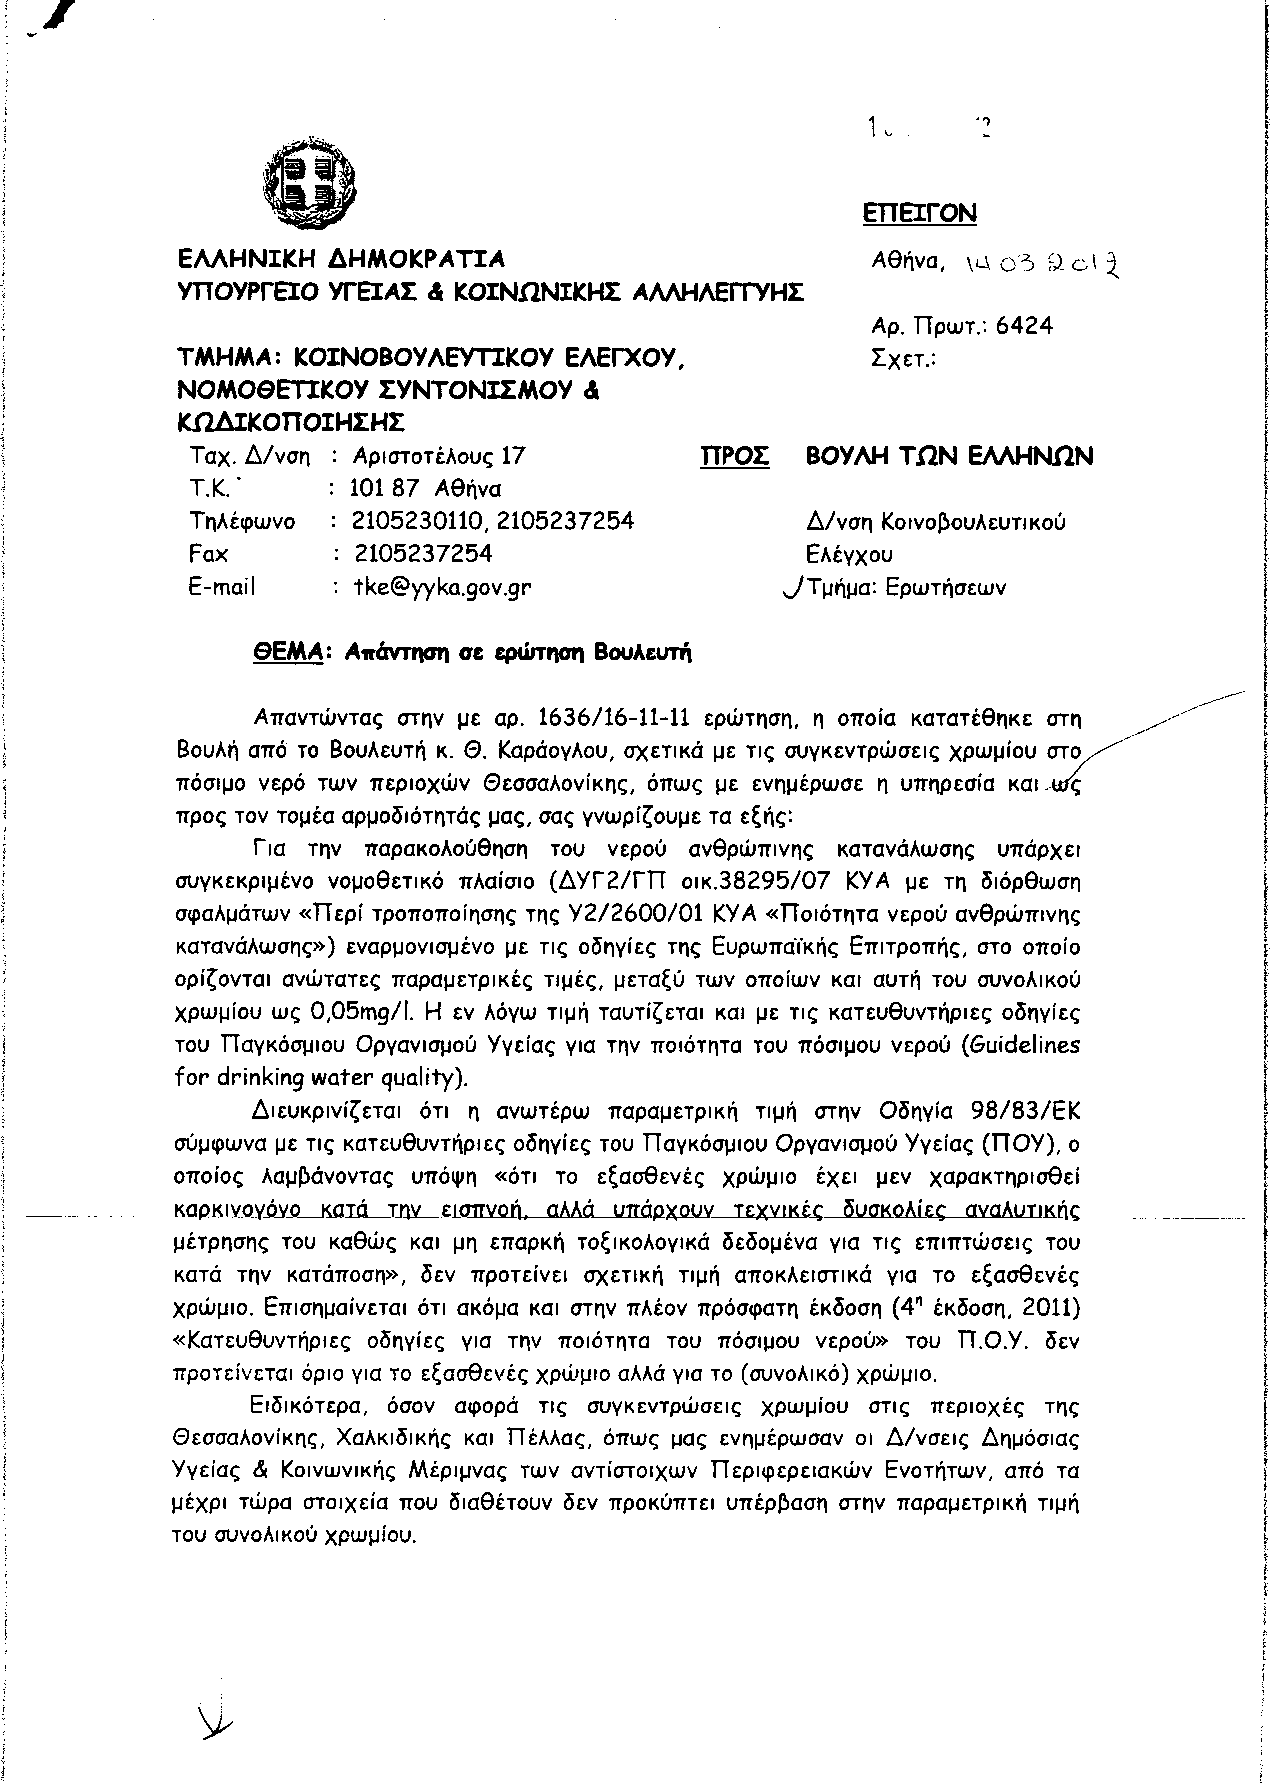 ΕΠΕΙΓΟΝ
ΕΛΛΗΝΙΚΗ ΔΗΜΟΚΡΑΤΙΑ
Αθήνα,
ΥΠΟΥΡΓΕΙΟ ΥΓΕΙΑΣ & ΚΟΙΝΩΝΙΚΗΣ ΑΛΛΗΛΕΓΓΥΗΣ
Αρ. Πρωτ.: 6424
ΤΜΗΜΑ: ΚΟΙΝΟΒΟΥΛΕΥΤΙΚΟΥ ΕΛΕΓΧΟΥ,
Σχετ.:
ΝΟΜΟΘΕΤΙΚΟΥ ΣΥΝΤΟΝΙΣΜΟΥ &
ΚΩΔΙΚΟΠΟΙΗΣΗΣ
Ταχ. Δ/νση : Αριστοτέλους 17
ΠΡΟΣ ΒΟΥΛΗ ΤΩΝ ΕΛΛΗΝΩΝ
Τ.Κ. : 101 87 Αθήνα
Τηλέφωνο : 2105230110, 2105237254
Δ/νση Κοινοβουλευτικού
Fax : 2105237254
Ελέγχου
E-mail : tke@yyka.gov.gr
Τμήμα: Ερωτήσεων
ΘΕΜΑ: Απάντηση σε ερώτηση Βουλευτή
Απαντώντας στην με αρ. 1636/16-11-11 ερώτηση, η οποία κατατέθηκε στη
Βουλή από το Βουλευτή κ. Θ. Καράογλου, σχετικά με τις συγκεντρώσεις χρωμίου στο
πόσιμο νερό των περιοχών Θεσσαλονίκης, όπως με ενημέρωσε η υπηρεσία και ως
προς τον τομέα αρμοδιότητάς μας, σας γνωρίζουμε τα εξής:
Για την παρακολούθηση του νερού ανθρώπινης κατανάλωσης υπάρχει
συγκεκριμένο νομοθετικό πλαίσιο (ΔΥΓ2/ΓΠ οικ.38295/07 ΚΥΑ με τη διόρθωση
σφαλμάτων «Περί τροποποίησης της Υ2/2600/01 ΚΥΑ «Ποιότητα νερού ανθρώπινης
κατανάλωσης») εναρμονισμένο με τις οδηγίες της Ευρωπαϊκής Επιτροπής, στο οποίο
ορίζονται ανώτατες παραμετρικές τιμές, μεταξύ των οποίων και αυτή του συνολικού
χρωμίου ως 0,05mg/l. Η εν λόγω τιμή ταυτίζεται και με τις κατευθυντήριες οδηγίες
του Παγκόσμιου Οργανισμού Υγείας για την ποιότητα του πόσιμου νερού (Guidelines
for drinking water quality).
Διευκρινίζεται ότι η ανωτέρω παραμετρική τιμή στην Οδηγία 98/83/ΕΚ
σύμφωνα με τις κατευθυντήριες οδηγίες του Παγκόσμιου Οργανισμού Υγείας (ΠΟΥ), ο
οποίος λαμβάνοντας υπόψη «ότι το εξασθενές χρώμιο έχει μεν χαρακτηρισθεί
καρκινογόνο κατά την εισπνοή, αλλά υπάρχουν τεχνικές δυσκολίες αναλυτικής
μέτρησης του καθώς και μη επαρκή τοξικολογικά δεδομένα για τις επιπτώσεις του
κατά την κατάποση», δεν προτείνει σχετική τιμή αποκλειστικά για το εξασθενές
χρώμιο. Επισημαίνεται ότι ακόμα και στην πλέον πρόσφατη έκδοση (4η έκδοση, 2011)
«Κατευθυντήριες οδηγίες για την ποιότητα του πόσιμου νερού» του Π.Ο.Υ. δεν
προτείνεται όριο για το εξασθενές χρώμιο αλλά για το (συνολικό) χρώμιο.
Ειδικότερα, όσον αφορά τις συγκεντρώσεις χρωμίου στις περιοχές της
Θεσσαλονίκης, Χαλκιδικής και Πέλλας, όπως μας ενημέρωσαν οι Δ/νσεις Δημόσιας
Υγείας & Κοινωνικής Μέριμνας των αντίστοιχων Περιφερειακών Ενοτήτων, από τα
μέχρι τώρα στοιχεία που διαθέτουν δεν προκύπτει υπέρβαση στην παραμετρική τιμή
του συνολικού χρωμίου.